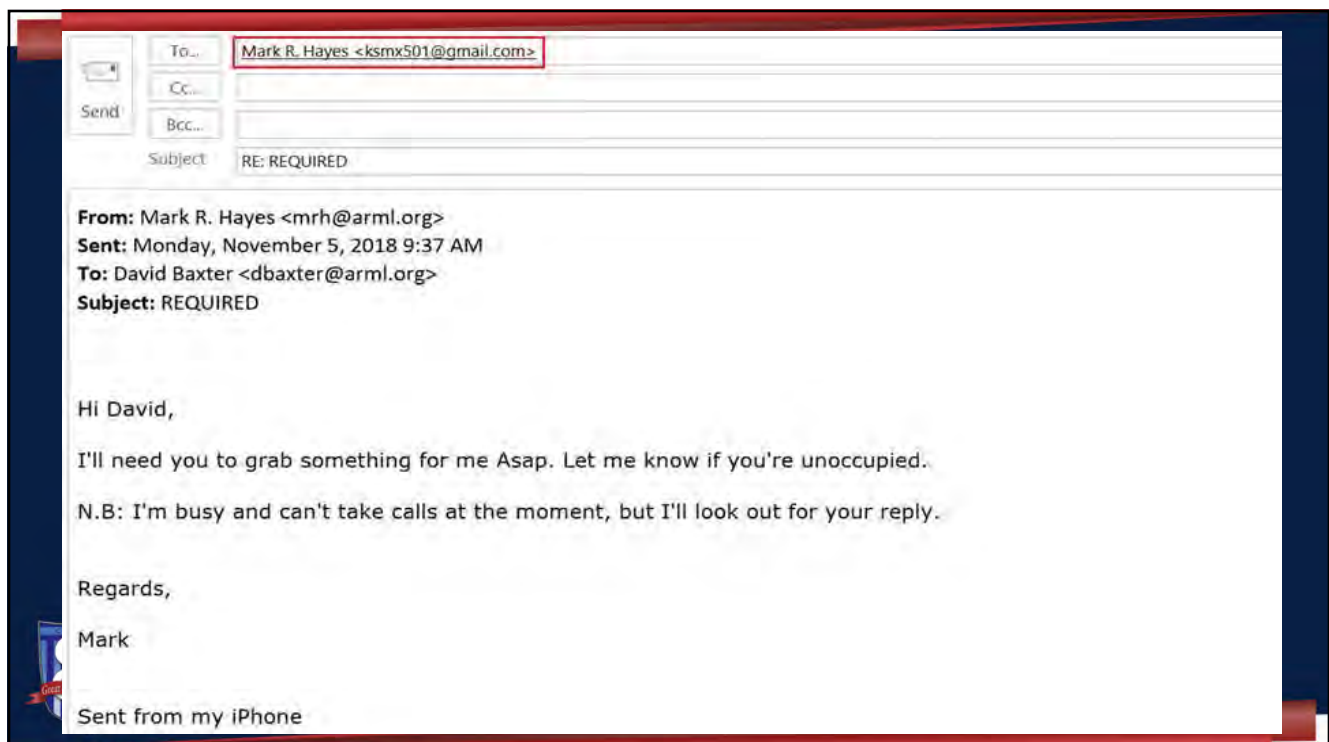 To...
Mark R. Hayes <ksmx501@gmail.com>
Cc...
Send
Bcc...
Subject
RE: REQUIRED
From: Mark R. Hayes <mrh@arml.org>
Sent: Monday, November 5, 2018 9:37 AM
To: David Baxter <dbaxter@arml.org>
Subject: REQUIRED
Hi David,
I'll need you to grab something for me Asap. Let me know if you're unoccupied.
N.B: I'm busy and can't take calls at the moment, but I'll look out for your reply.
Regards,
Mark
Sent from my iPhone
Great